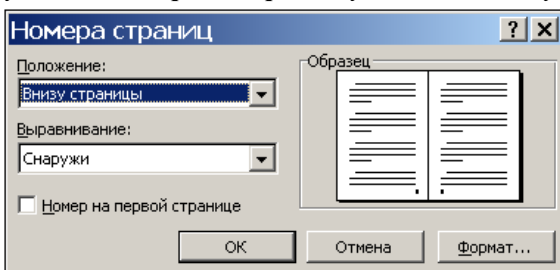 Номера страниц
Положение:
Образец
Внизу страницы
Выравнивание:
Снаружи
Номер на первой странице
ОК
Отмена
Формат...